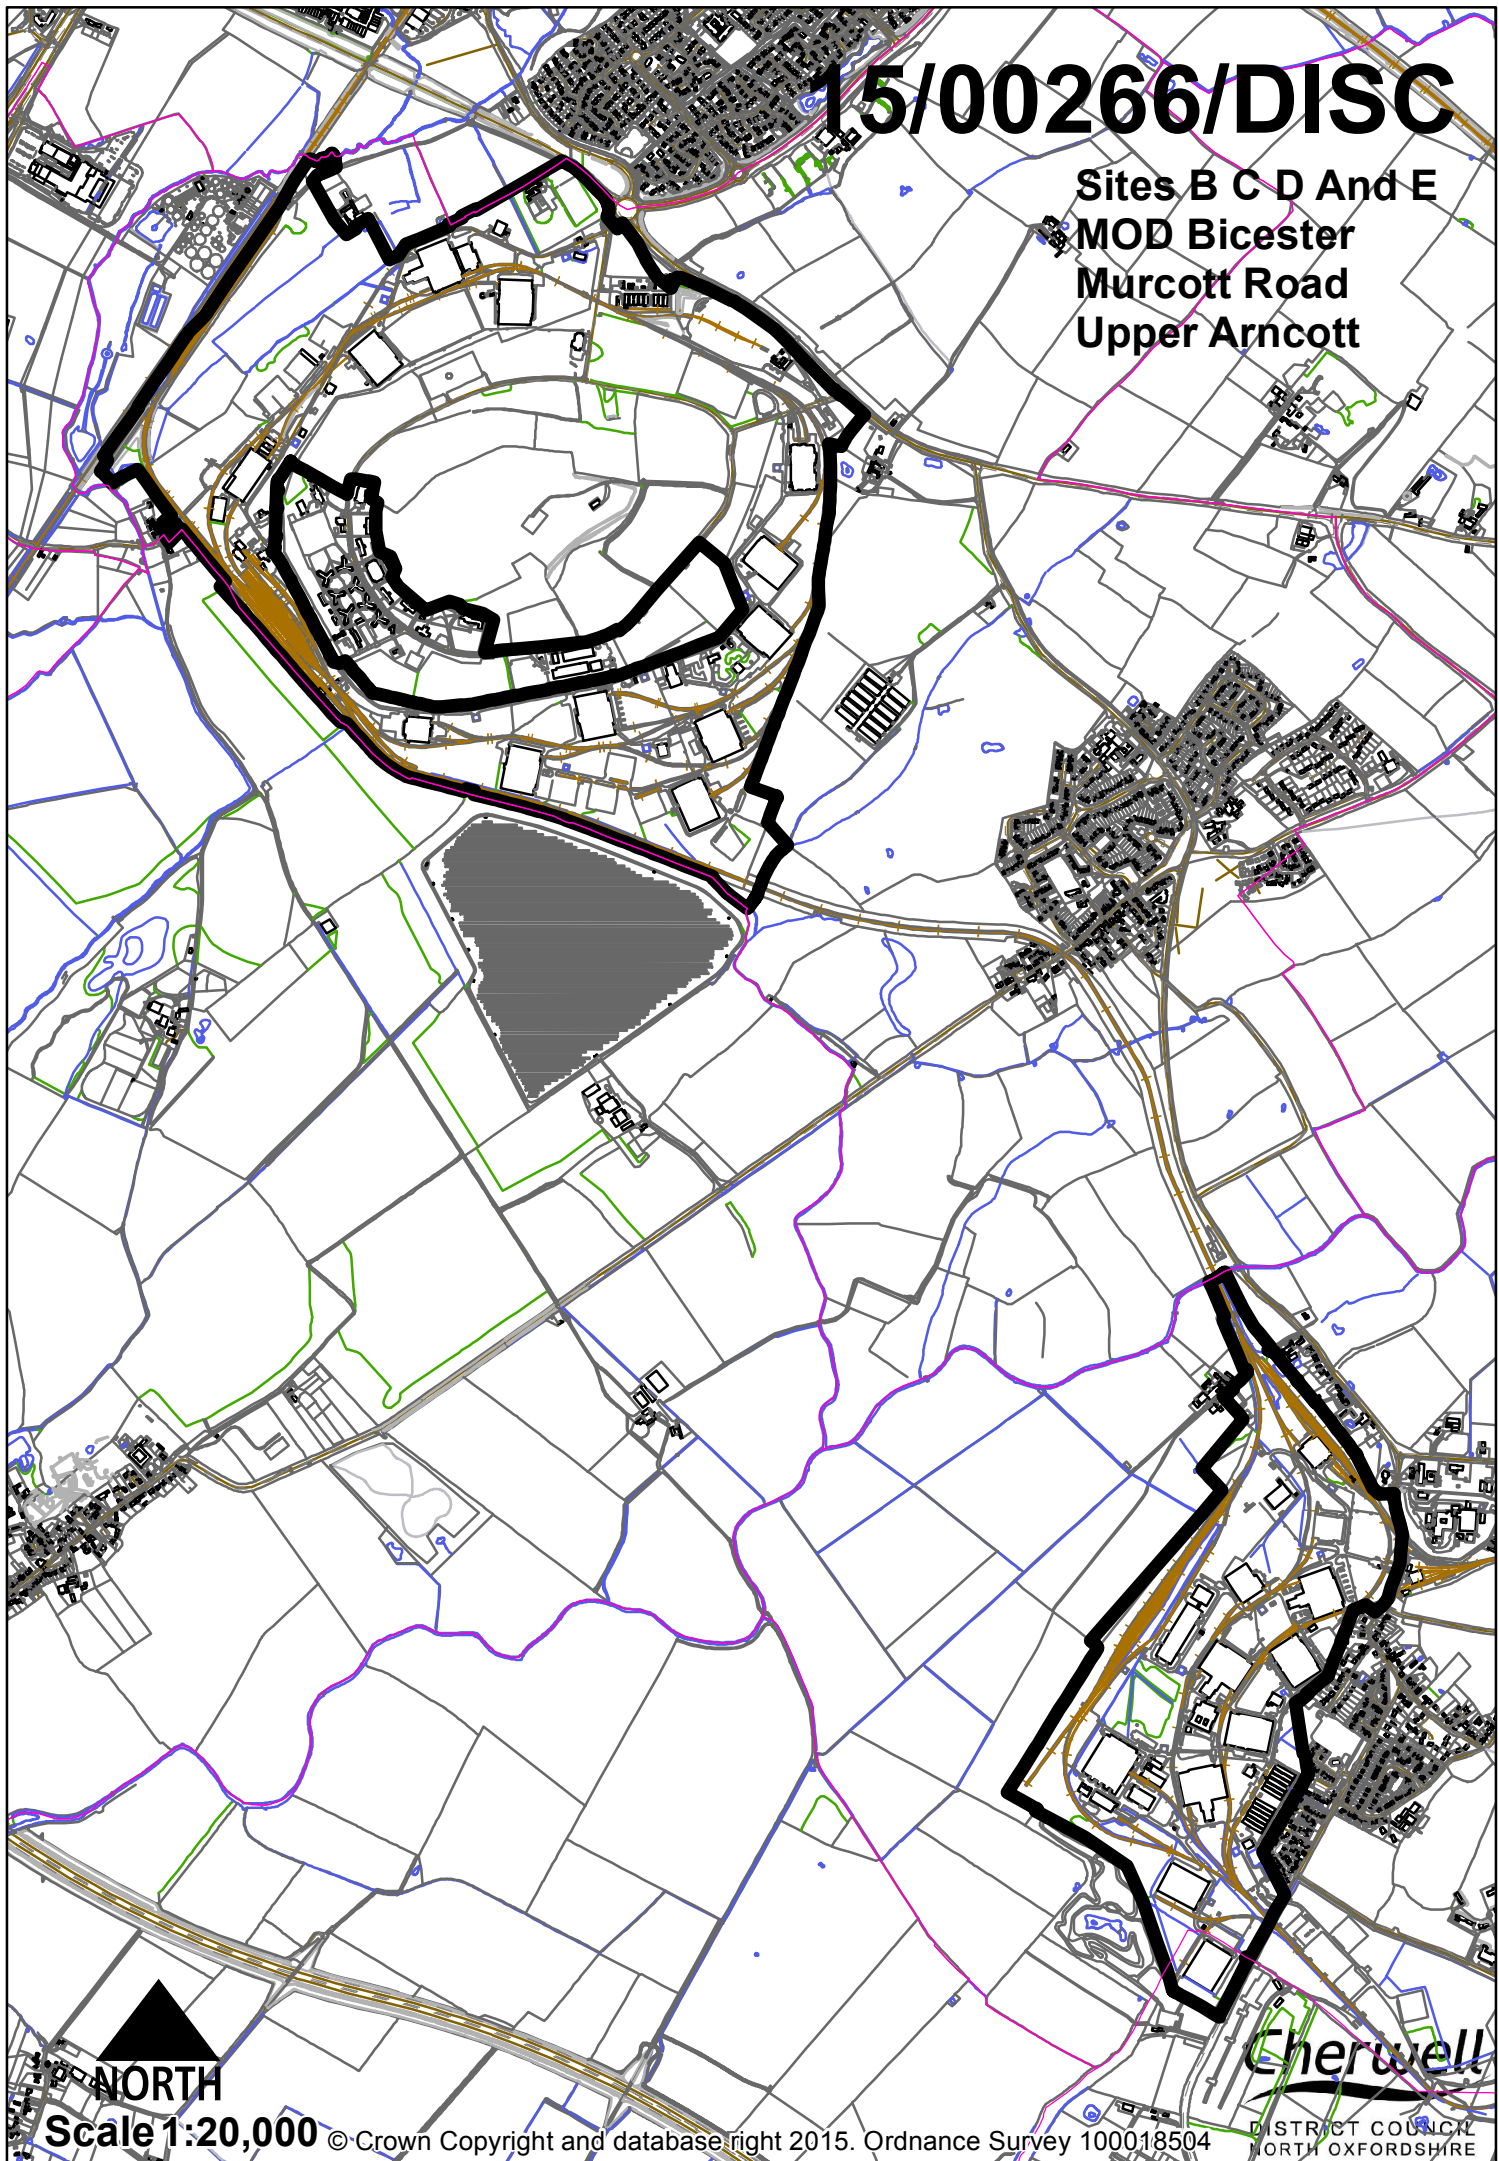 15/00266/DISC
Sites B C D And E
MOD Bicester
Murcott Road
Upper Arncott
NORTH
Scale 1:20,000
© Crown Copyright and database right 2015. Ordnance Survey 100018504
Cherwell
DISTRICT COUNCIL
NORTH OXFORDSHIRE